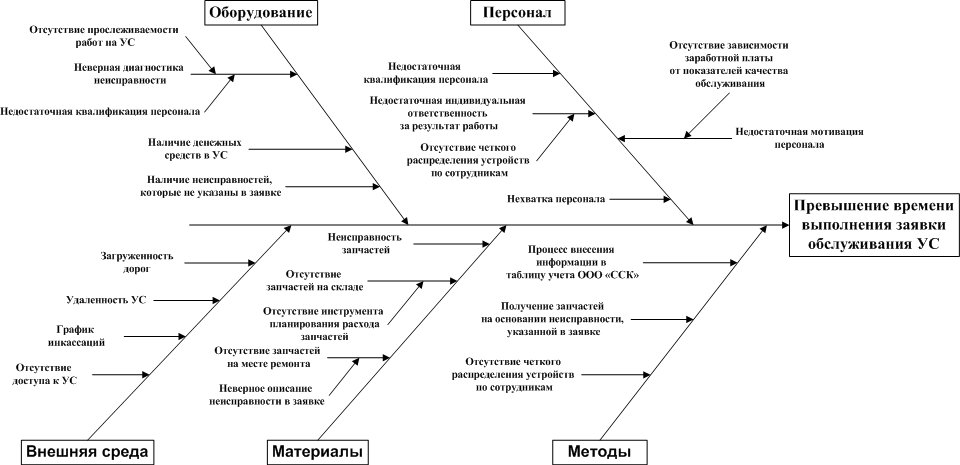 Оборудование
Персонал
Отсутствие прослеживаемости
работ на УС
Неверная диагностика
неисправности
Недостаточная квалификация персонала
Наличие денежных
средств в УС
Наличие неисправностей,
которые не указаны в заявке
Недостаточная
квалификация персонала
Недостаточная индивидуальная
ответственность
за результат работы
Отсутствие четкого
распределения устройств
по сотрудникам
Нехватка персонала
Отсутствие зависимости
заработной платы
от показателей качества
обслуживания
Недостаточная мотивация
персонала
Превышение времени
выполнения заявки
обслуживания УС
Загруженность
дорог
Удаленность УС
График
инкассаций
Отсутствие
доступа к УС
Неисправность
запчастей
Отсутствие
запчастей на складе
Отсутствие инструмента
планирования расхода
запчастей
Отсутствие запчастей
на месте ремонта
Неверное описание
неисправности в заявке
Процесс внесения
информации в
таблицу учета ООО «ССК»
Получение запчастей
на основании неисправности,
указанной в заявке
Отсутствие четкого
распределения устройств
по сотрудникам
Внешняя среда
Материалы
Методы